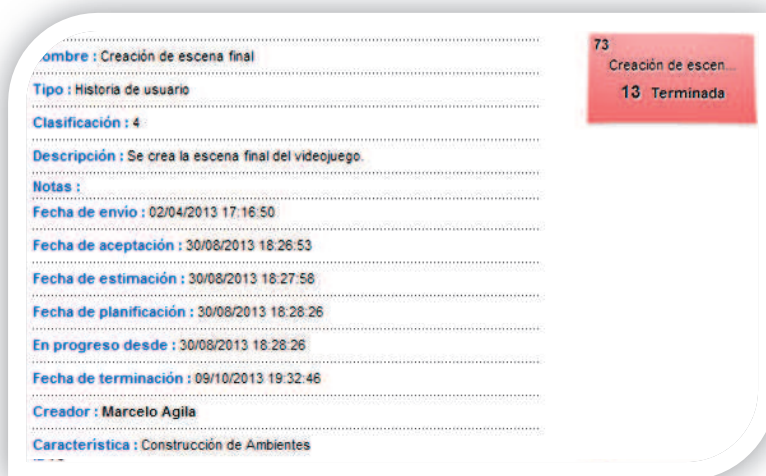 ombre : Creación de escena final
Tipo : Historia de usuario
Clasificación : 4
Descripción : Se crea la escena final del videojuego.
Notas :
Fecha de envío : 02/04/2013 17:16:50
Fecha de aceptación : 30/08/2013 18:26:53
Fecha de estimación : 30/08/2013 18:27:58
Fecha de planificación : 30/08/2013 18:28:26
En progreso desde : 30/08/2013 18:28:26
Fecha de terminación : 09/10/2013 19:32:46
Creador : Marcelo Agila
Característica : Construcción de Ambientes
73
Creación de escen...
13 Terminada